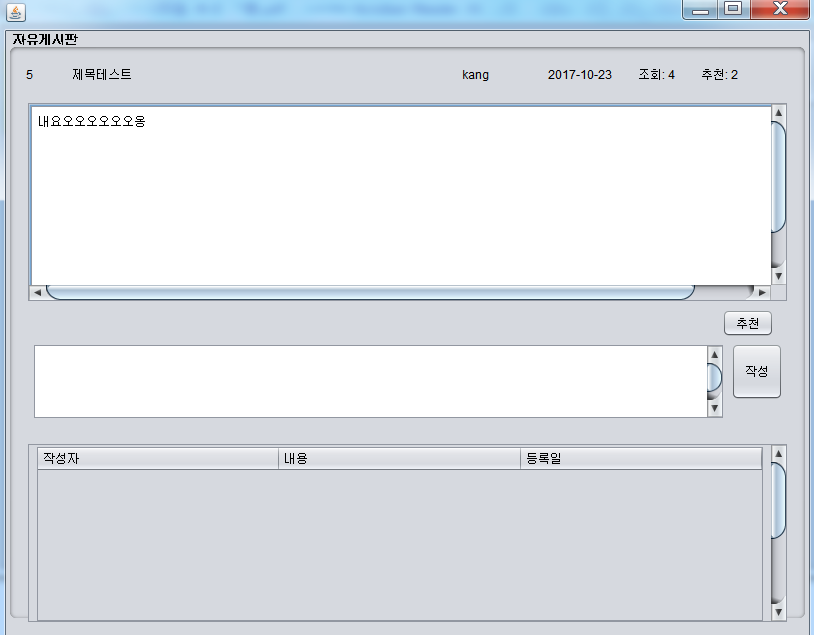 자유게시판
5 제목테스트 kang 2017-10-23 조회: 4 추천: 2
내요오오오오오오옹
추천
작성
작성자 내용 등록일